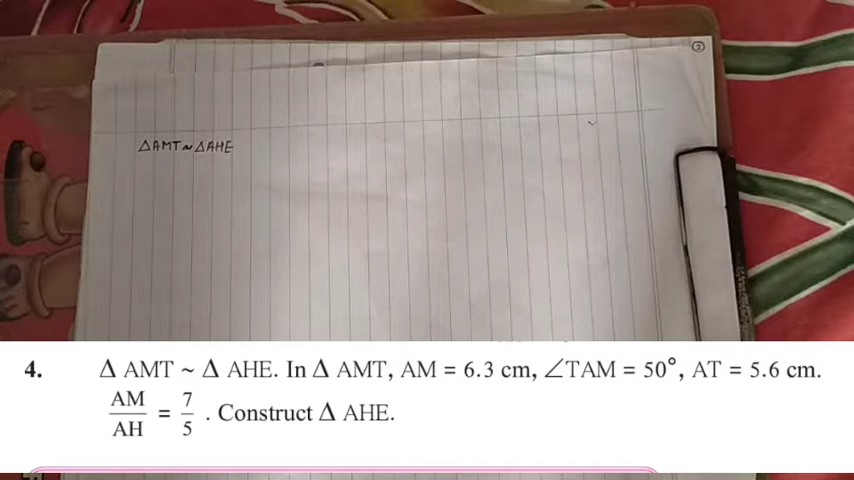 ②
ΔAMT~ΔAHE
4. Δ AMT ~ Δ AHE. In Δ AMT, AM = 6.3 cm, ∠TAM = 50°, AT = 5.6 cm.
AM/AH = 7/5 . Construct Δ AHE.